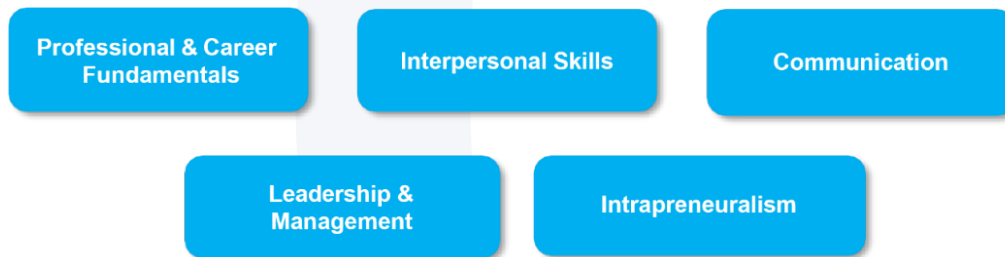 Professional & Career
Fundamentals
Interpersonal Skills
Communication
Leadership &
Management
Intrapreneuralism